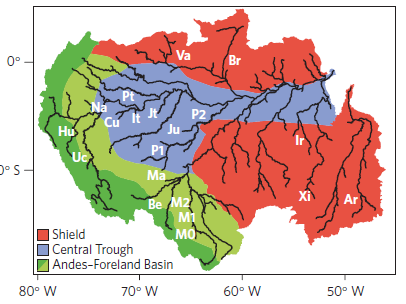 Va
Br
0°
Pt
Na
It
Jt
P2
Cu
Ju
Hu
Ir
P1
Uc
0° S
Ma
Be
M2
Xi
Ar
M1
M0
Shield
Central Trough
Andes–Foreland Basin
80° W
70° W
60° W
50° W